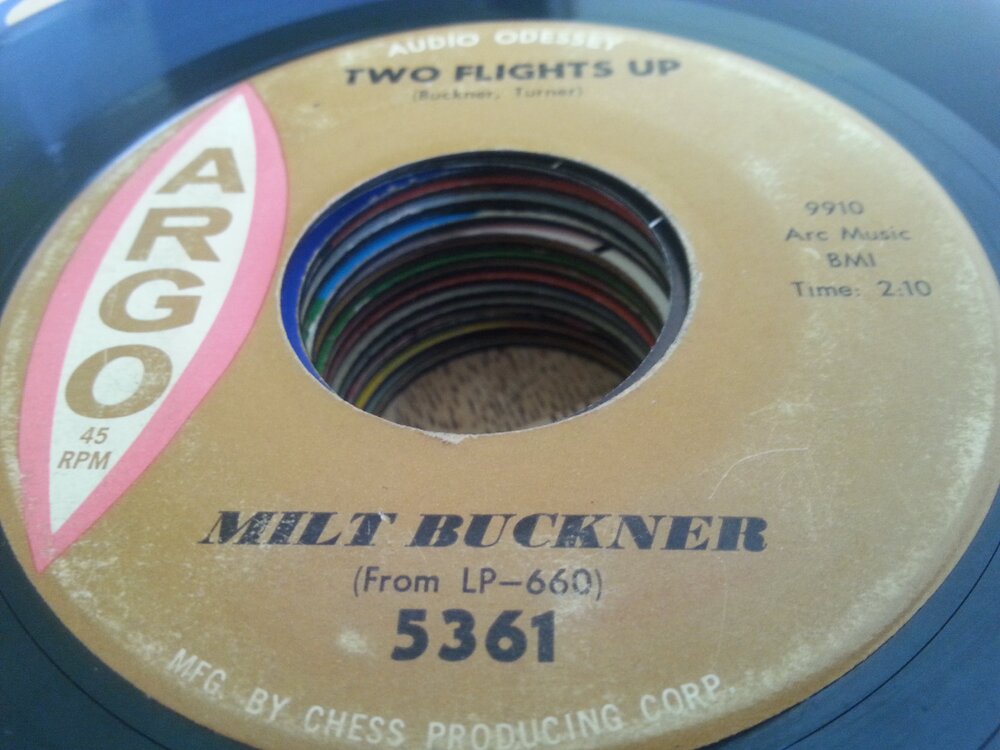 AUDIO ODESSEY
TWO FLIGHTS UP
(Buckner, Turner)
ARGO
45
RPM
9910
Arc Music
BMI
Time: 2:10
MILT BUCKNER
(From LP-660)
5361
MFG. BY CHESS PRODUCING CORP.